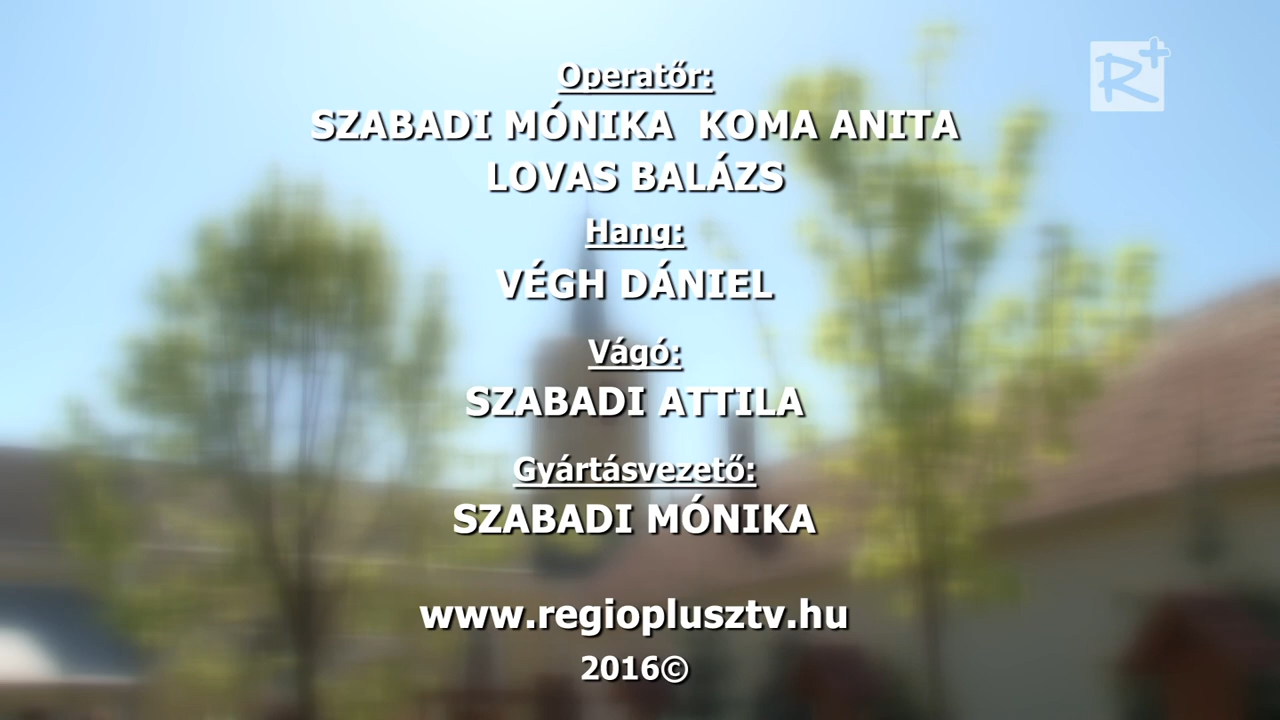 R+
Operatőr:
SZABADI MÓNIKA  KOMA ANITA
LOVAS BALÁZS
Hang:
VÉGH DÁNIEL
Vágó:
SZABADI ATTILA
Gyártásvezető:
SZABADI MÓNIKA
www.regioplusztv.hu
2016©